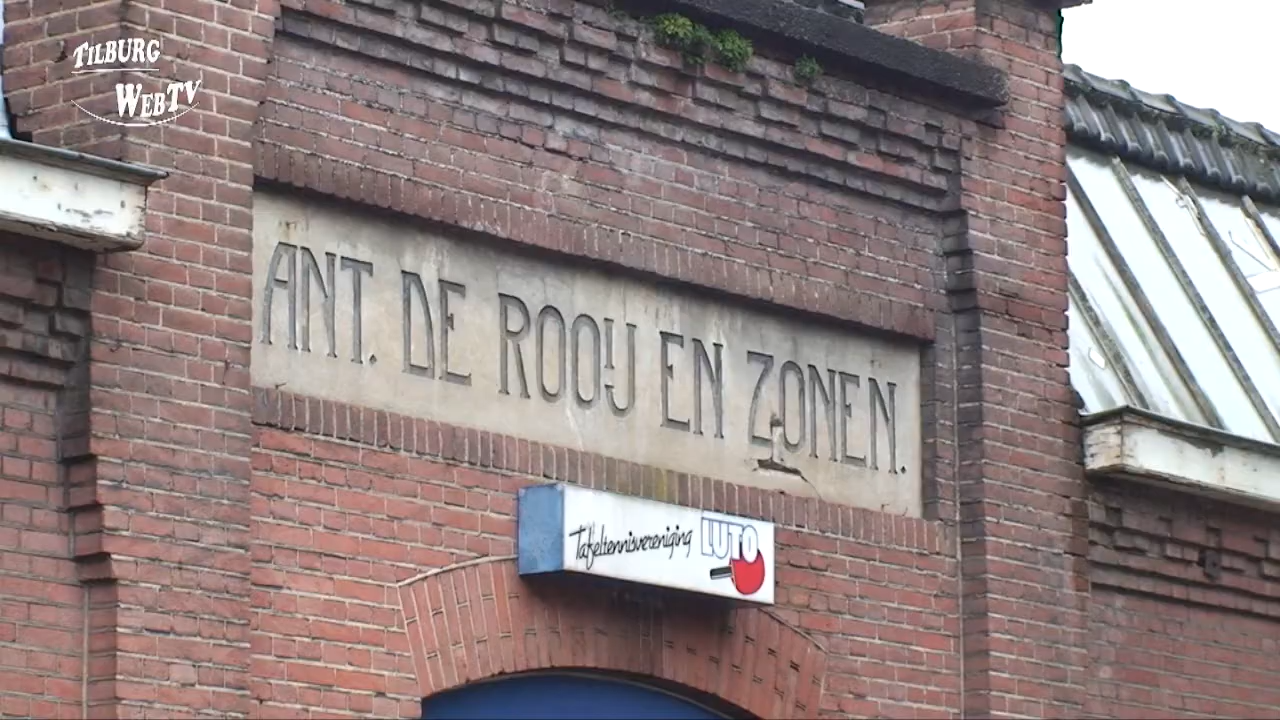 TILBURG
WEBTV
ANT. DE ROOIJ EN ZONEN.
Tafeltennisvereniging LUTO